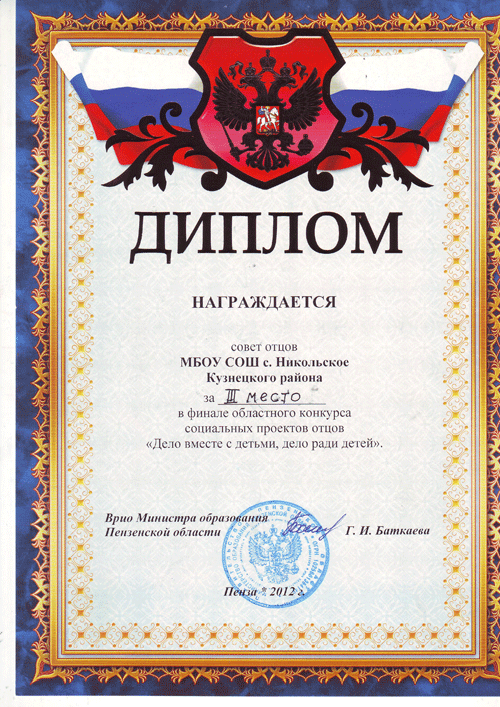 ДИПЛОМ
НАГРАЖДАЕТСЯ
совет отцов
МБОУ СОШ с. Никольское
Кузнецкого района
за III место
в финале областного конкурса
социальных проектов отцов
«Дело вместе с детьми, дело ради детей».
Врио Министра образования
Пензенской области Г. И. Баткаева
Пенза 2012 г.